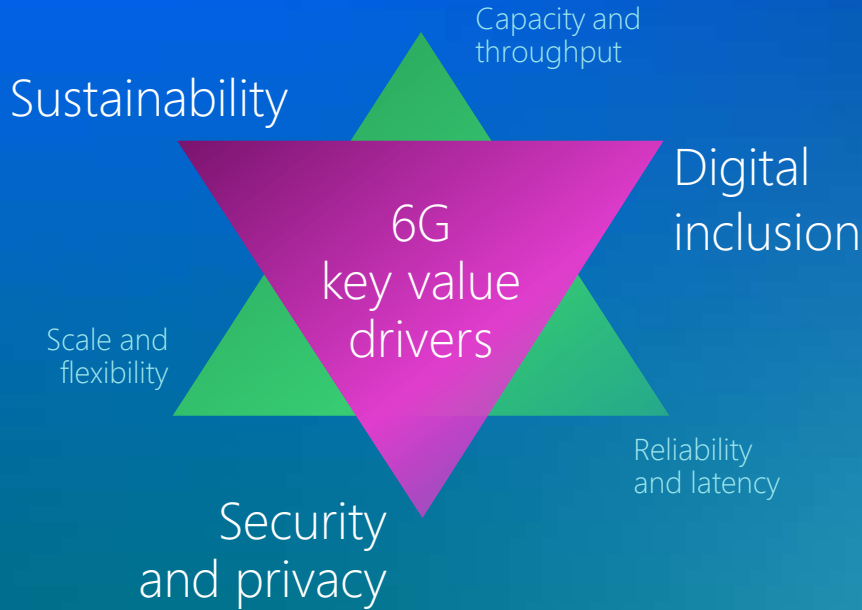 Capacity and
throughput
Sustainability
Digital
inclusion
6G
key value
drivers
Scale and
flexibility
Reliability
and latency
Security
and privacy